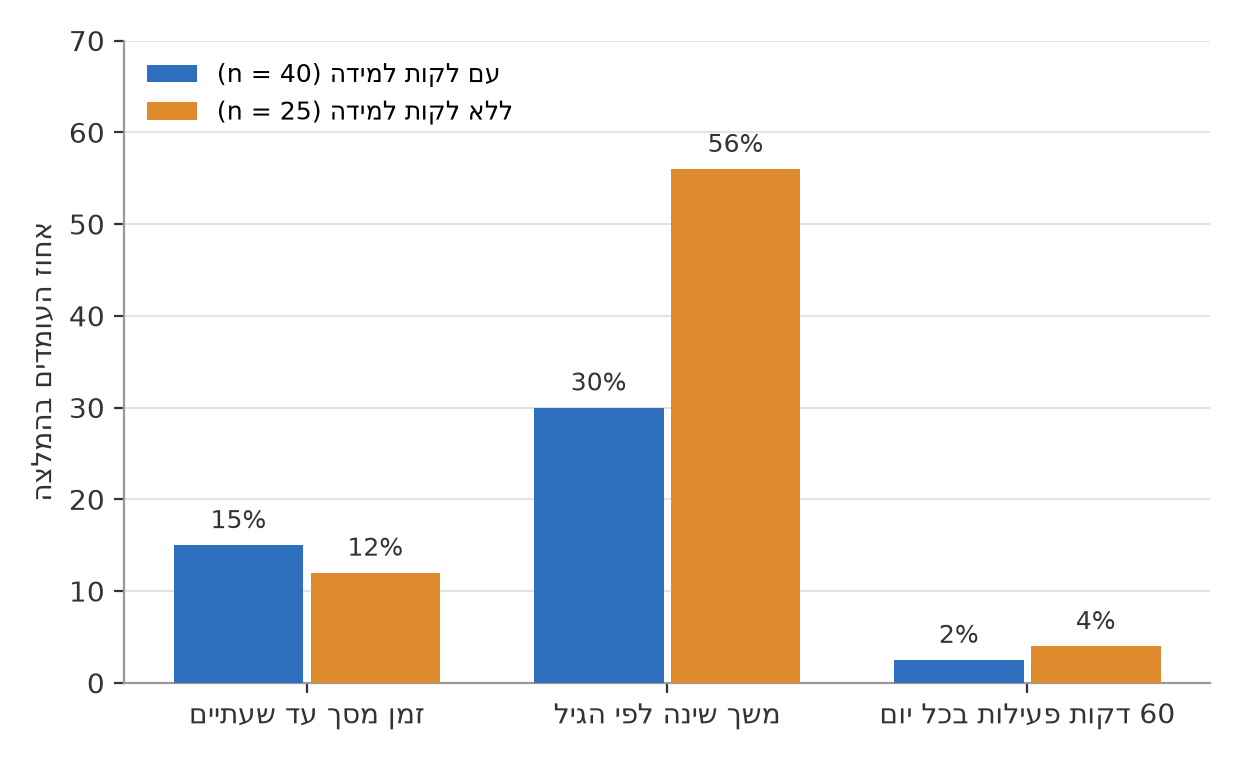 70
60
50
40
30
20
10
0
אחוז העומדים בהמלצה
עם לקות למידה (n = 40)
ללא לקות למידה (n = 25)
15%
12%
30%
56%
2%
4%
זמן מסך עד שעתיים
משך שינה לפי הגיל
60 דקות פעילות בכל יום